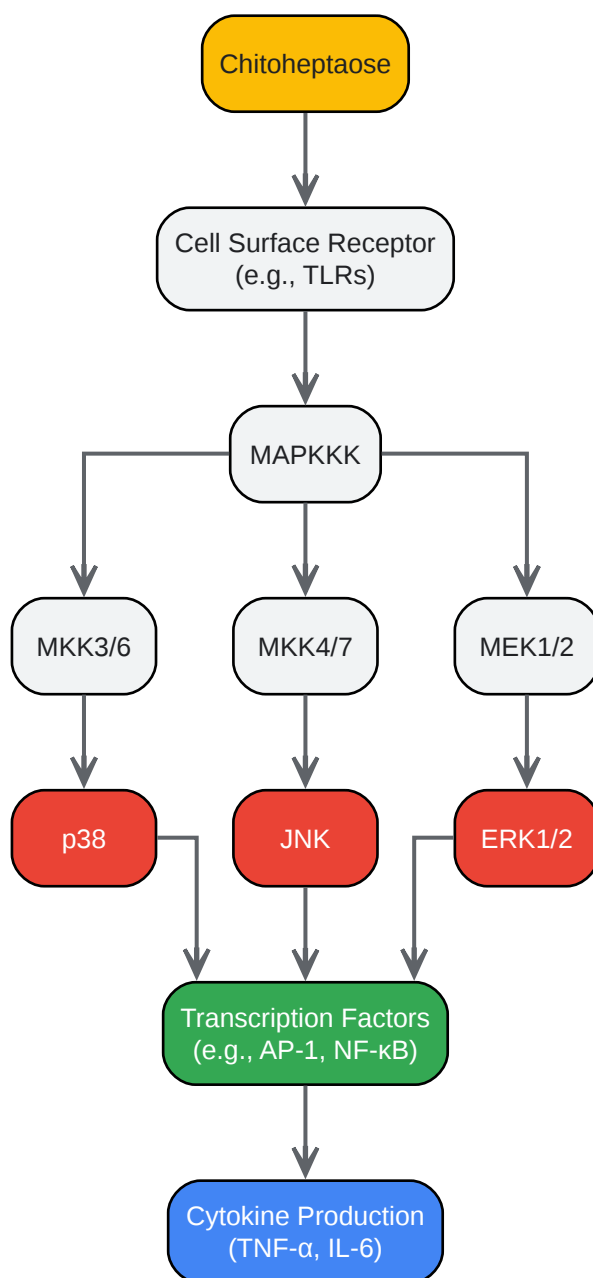 Chitoheptaose
Cell Surface Receptor
(e.g., TLRs)
MAPKKK
MKK3/6
MKK4/7
MEK1/2
p38
JNK
ERK1/2
Transcription Factors
(e.g., AP-1, NF-κB)
Cytokine Production
(TNF-α, IL-6)